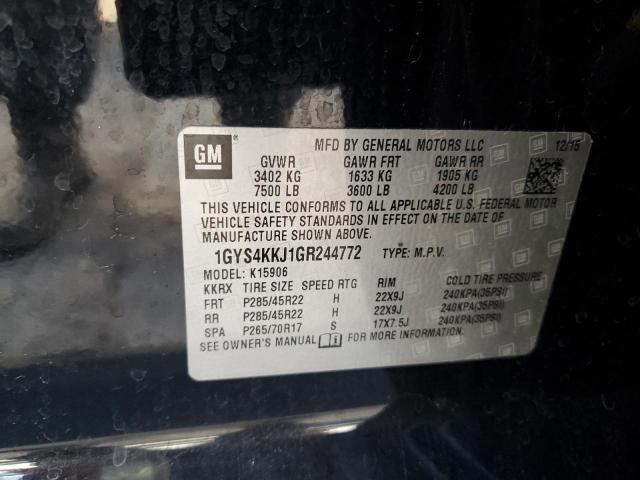 GM
MFD BY GENERAL MOTORS LLC 12/15
GVWR GAWR FRT GAWR RR
3402 KG 1633 KG 1905 KG
7500 LB 3600 LB 4200 LB
THIS VEHICLE CONFORMS TO ALL APPLICABLE U.S. FEDERAL MOTOR
VEHICLE SAFETY STANDARDS IN EFFECT ON THE DATE OF
MANUFACTURE SHOWN ABOVE.
1GYS4KKJ1GR244772 TYPE: M.P.V.
MODEL: K15906
KKRX TIRE SIZE SPEED RTG RIM COLD TIRE PRESSURE
FRT P285/45R22 H 22X9J 240KPA(35PSI)
RR P285/45R22 H 22X9J 240KPA(35PSI)
SPA P265/70R17 S 17X7.5J 240KPA(35PSI)
SEE OWNER'S MANUAL FOR MORE INFORMATION.